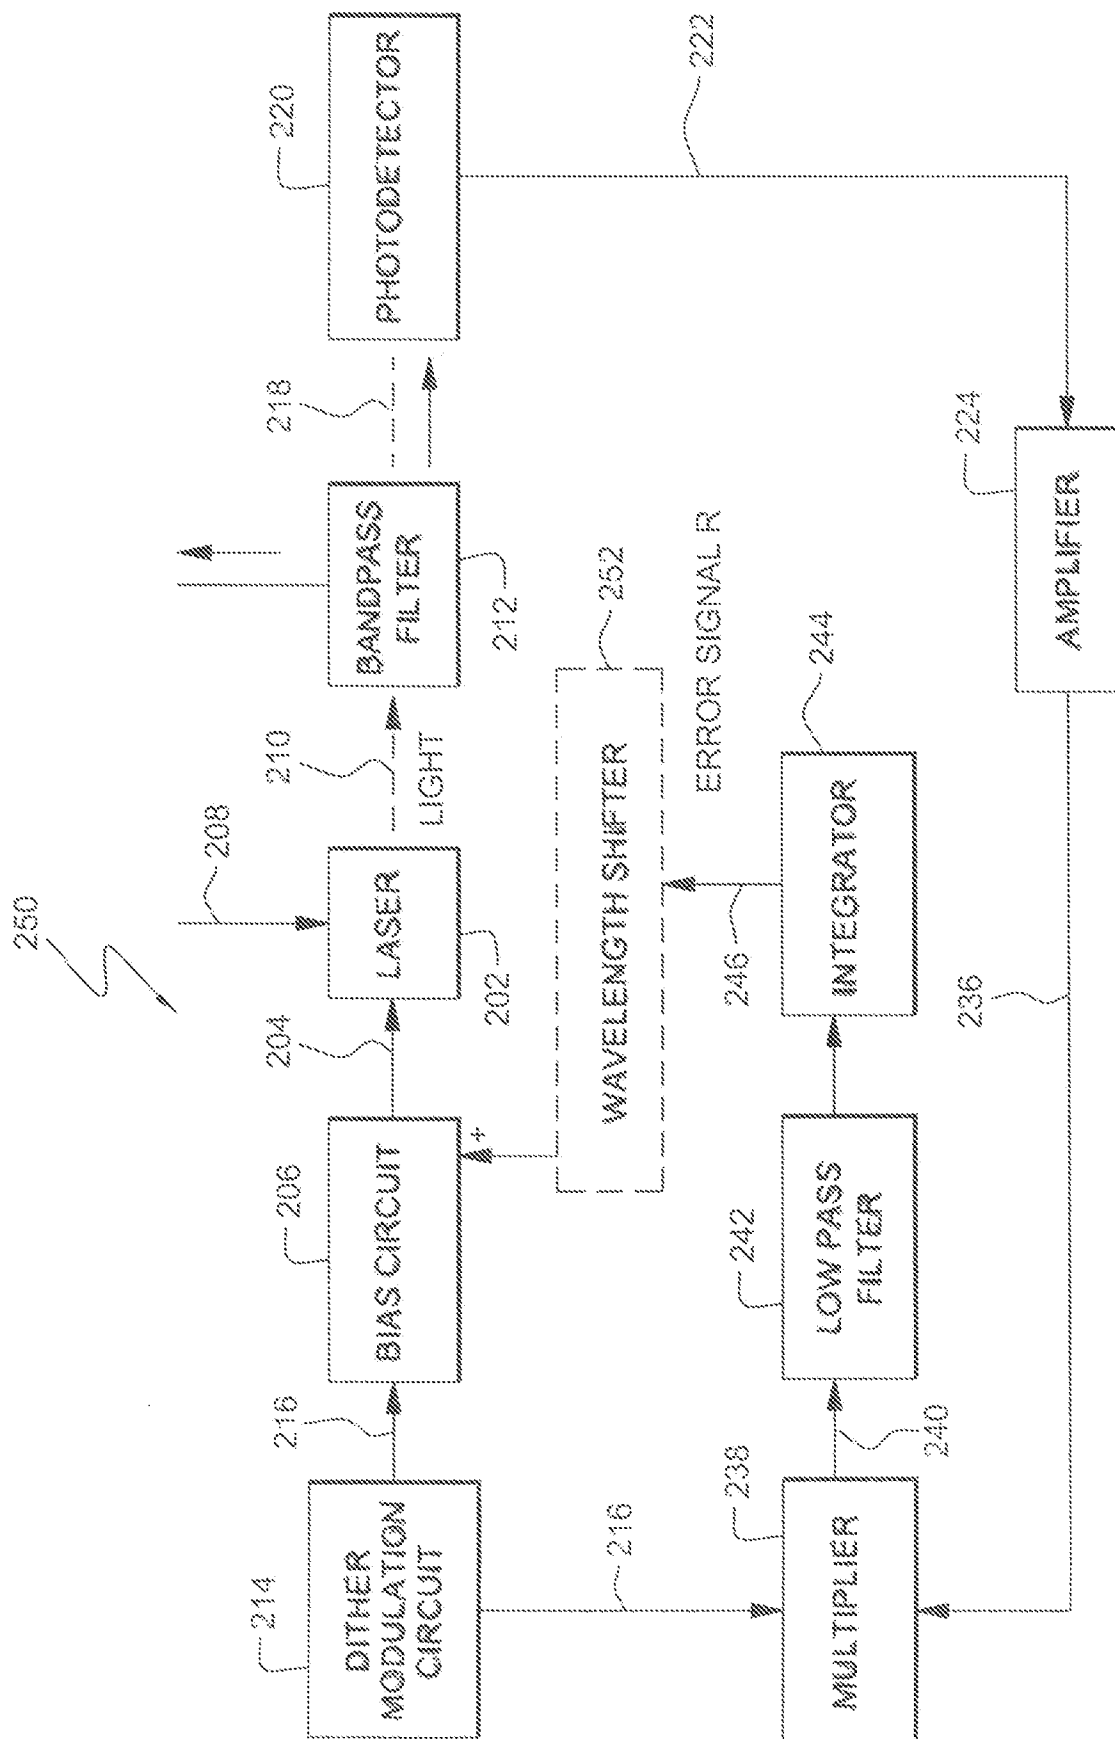 250
208
220
PHOTODETECTOR
218
222
BANDPASS
FILTER
212
210
LIGHT
LASER
202
204
206
BIAS CIRCUIT
+
216
214
DITHER
MODULATION
CIRCUIT
216
252
WAVELENGTH SHIFTER
ERROR SIGNAL R
246
244
INTEGRATOR
242
LOW PASS
FILTER
240
238
MULTIPLIER
224
AMPLIFIER
236